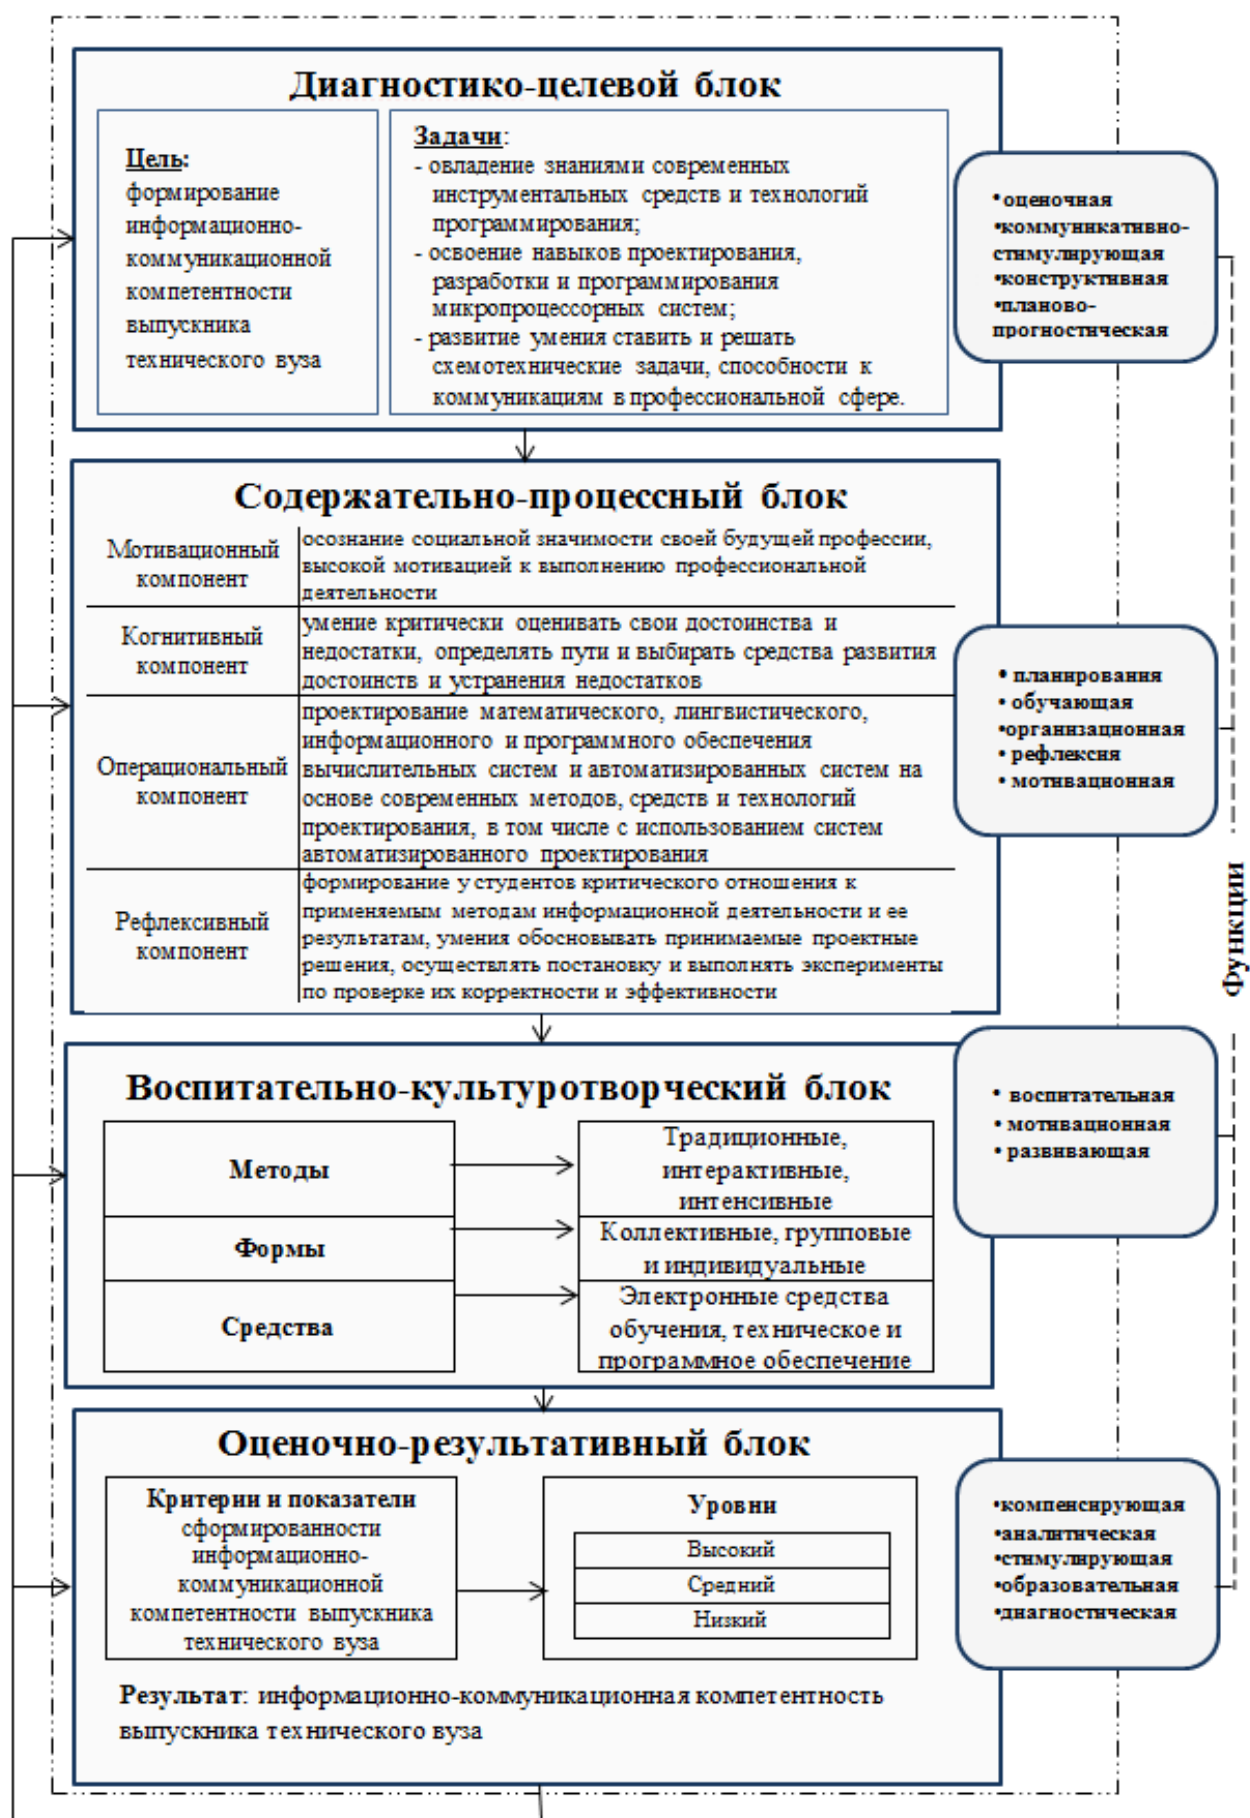 Диагностико-целевой блок
Цель:
формирование
информационно-
коммуникационной
компетентности
выпускника
технического вуза
Задачи:
- овладение знаниями современных
инструментальных средств и технологий
программирования;
- освоение навыков проектирования,
разработки и программирования
микропроцессорных систем;
- развитие умения ставить и решать
схемотехнические задачи, способности к
коммуникациям в профессиональной сфере.
•оценочная
•коммуникативно-
стимулирующая
•конструктивная
•планово-
прогностическая
Содержательно-процессный блок
Мотивационный
компонент
осознание социальной значимости своей будущей профессии,
высокой мотивацией к выполнению профессиональной
деятельности
Когнитивный
компонент
умение критически оценивать свои достоинства и
недостатки, определять пути и выбирать средства развития
достоинств и устранения недостатков
Операциональный
компонент
проектирование математического, лингвистического,
информационного и программного обеспечения
вычислительных систем и автоматизированных систем на
основе современных методов, средств и технологий
проектирования, в том числе с использованием систем
автоматизированного проектирования
Рефлексивный
компонент
формирование у студентов критического отношения к
применяемым методам информационной деятельности и ее
результатам, умения обосновывать принимаемые проектные
решения, осуществлять постановку и выполнять эксперименты
по проверке их корректности и эффективности
• планирования
• обучающая
•организационная
• рефлексия
• мотивационная
Функции
Воспитательно-культуротворческий блок
Методы
Традиционные,
интерактивные,
интенсивные
Формы
Коллективные, групповые
и индивидуальные
Средства
Электронные средства
обучения, техническое и
программное обеспечение
• воспитательная
• мотивационная
• развивающая
Оценочно-результативный блок
Критерии и показатели
сформированности
информационно-
коммуникационной
компетентности выпускника
технического вуза
Уровни
Высокий
Средний
Низкий
Результат: информационно-коммуникационная компетентность
выпускника технического вуза
•компенсирующая
•аналитическая
•стимулирующая
•образовательная
•диагностическая